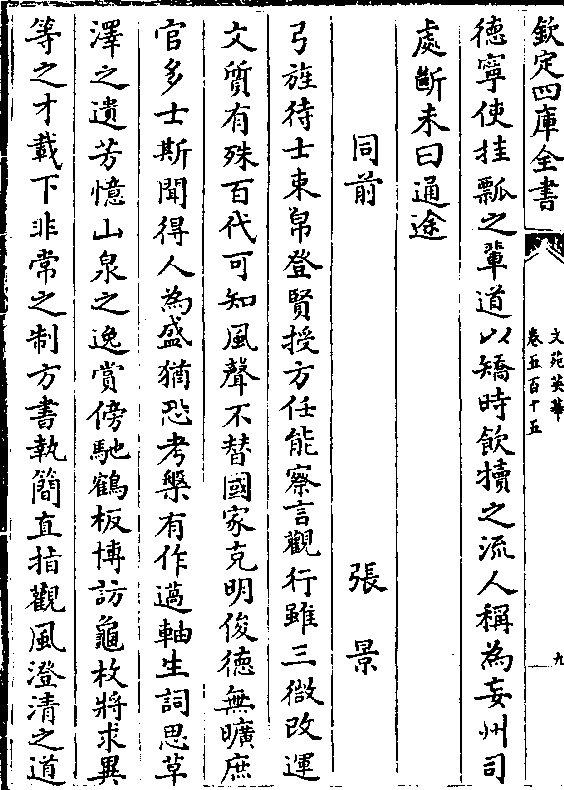 欽定四庫全書
文苑英華
卷五百十五
九
德寧使挂瓢之輩道以矯時飲犢之流人稱為妄州司
處斷未曰通途
同前
張景
弓旌待士束帛登賢授方任能察言觀行雖三微改運
文質有殊百代可知風聲不替國家克明俊德無曠庶
官多士斯聞得人為盛猶恐考槃有作薖軸生詞思草
澤之遺芳憶山泉之逸賞傍馳鶴板博訪龜枚將求異
等之才載下非常之制方書執簡直指觀風澄清之道